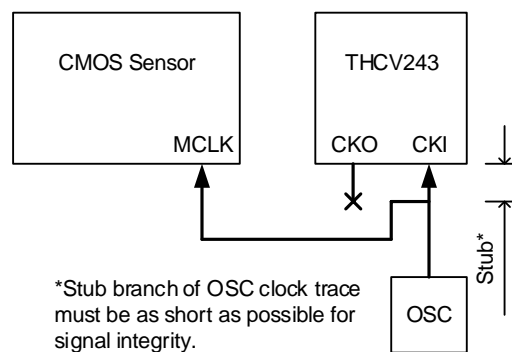 CMOS Sensor
THCV243
MCLK
CKO
CKI
Stub*
*Stub branch of OSC clock trace
must be as short as possible for
signal integrity.
OSC